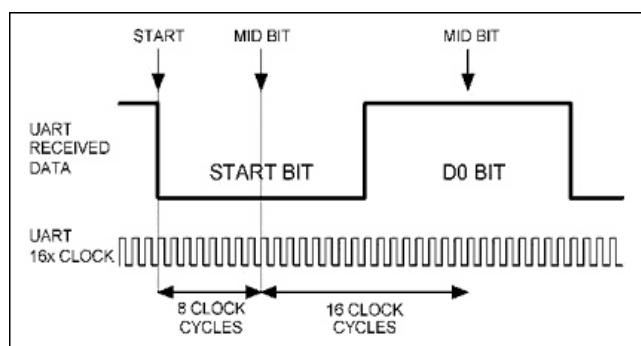 START
MID BIT
MID BIT
UART
RECEIVED
DATA
START BIT
D0 BIT
UART
16x CLOCK
8 CLOCK
CYCLES
16 CLOCK
CYCLES